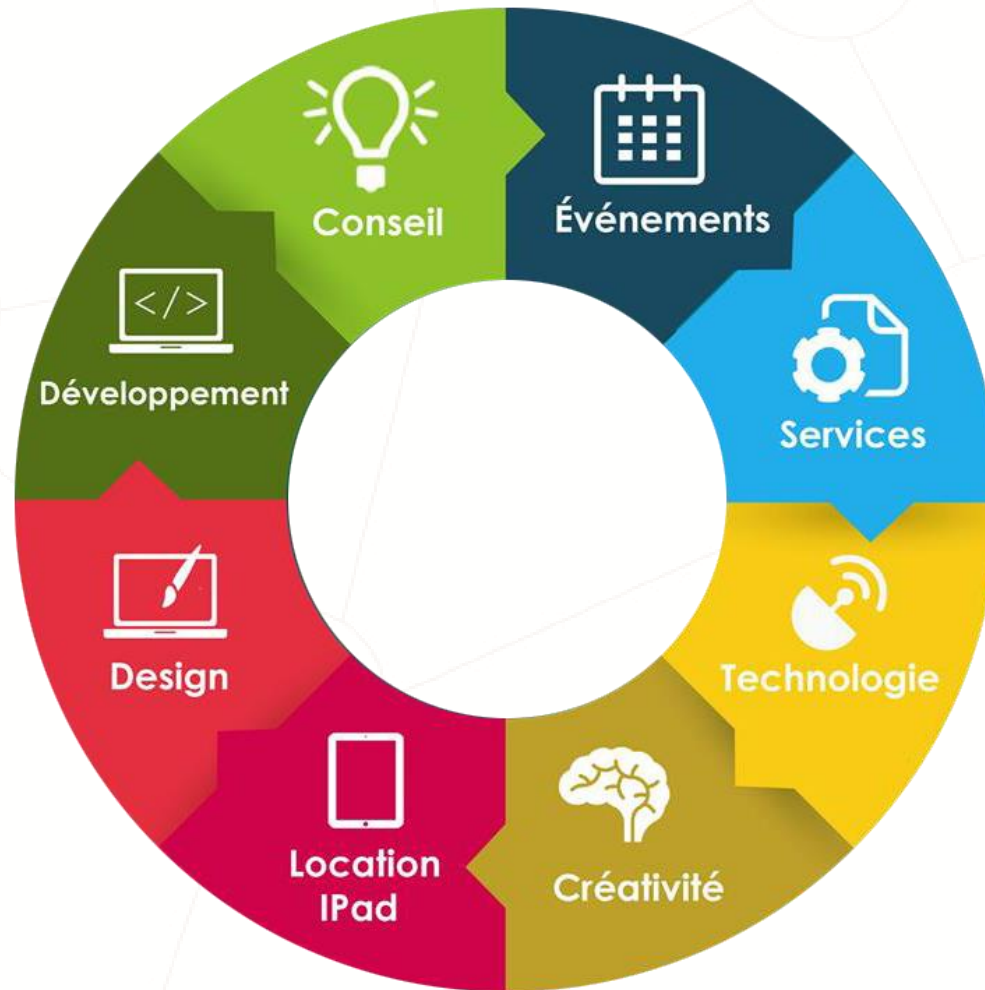 Conseil
Événements
Services
Technologie
Créativité
Location
IPad
Design
Développement
</>